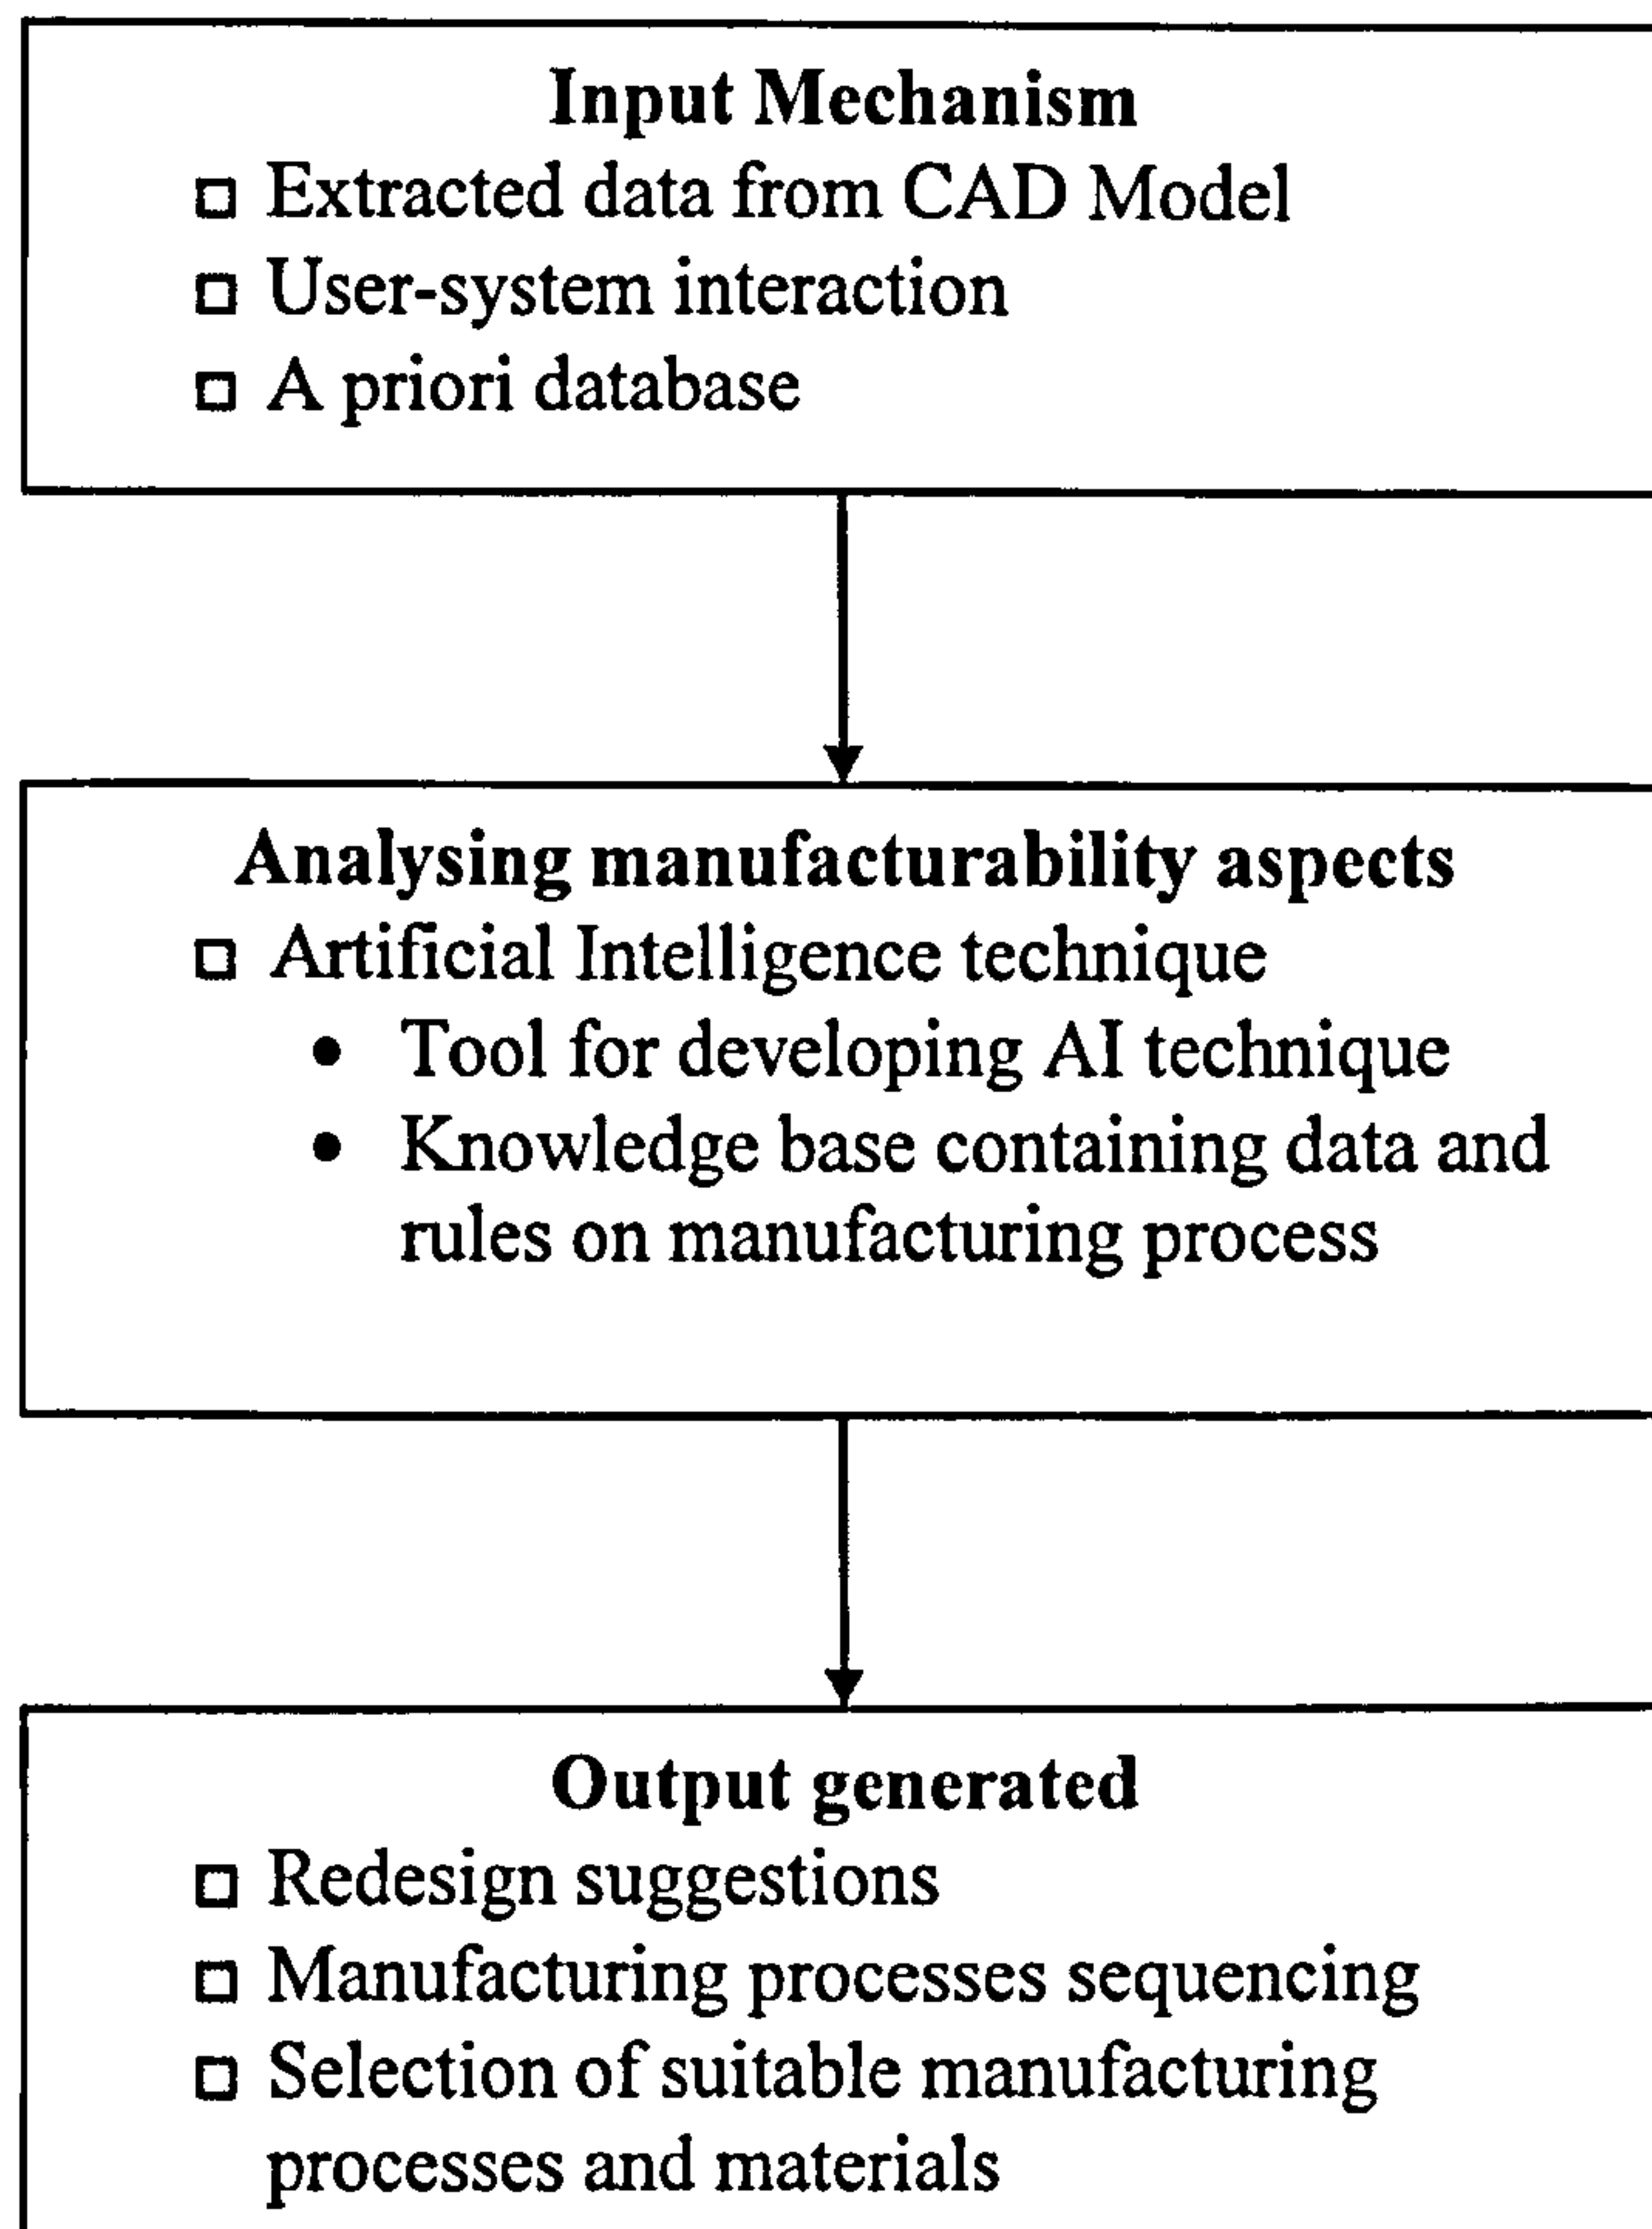 Input Mechanism
□ Extracted data from CAD Model
□ User-system interaction
□ A priori database
Analysing manufacturability aspects
□ Artificial Intelligence technique
● Tool for developing AI technique
● Knowledge base containing data and
rules on manufacturing process
Output generated
□ Redesign suggestions
□ Manufacturing processes sequencing
□ Selection of suitable manufacturing
processes and materials